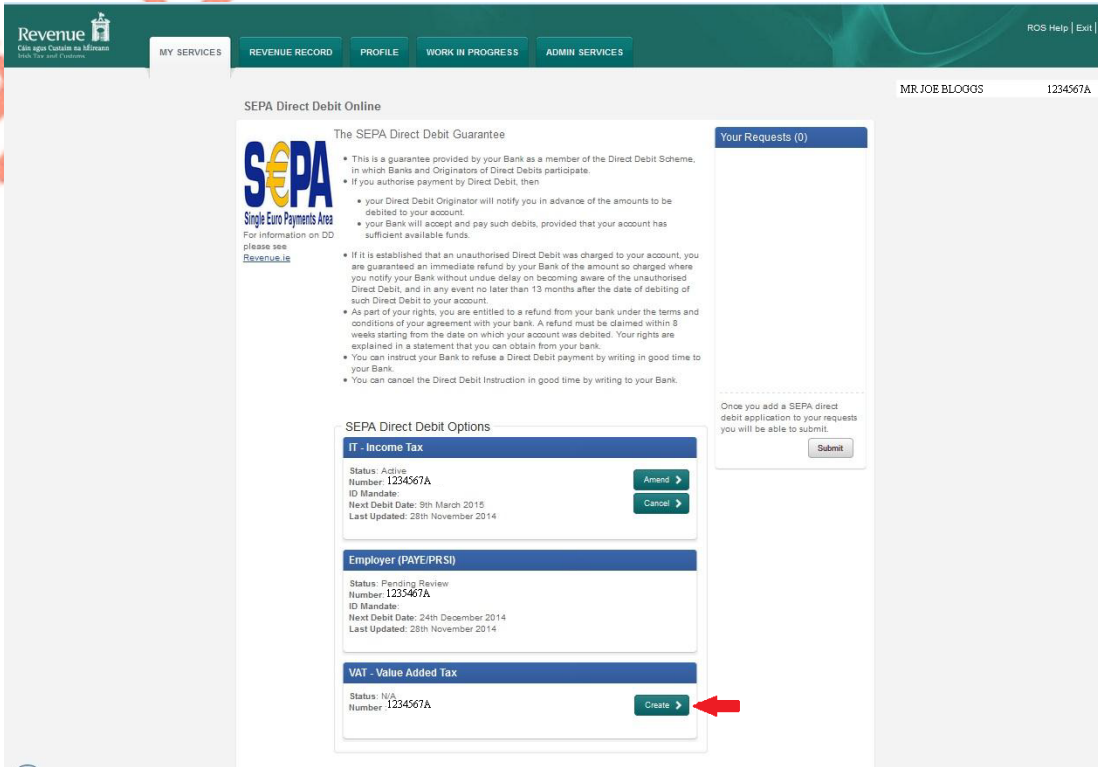 Revenue
Cáin agus Custaim na hÉireann
Irish Tax and Customs
MY SERVICES
REVENUE RECORD
PROFILE
WORK IN PROGRESS
ADMIN SERVICES
ROS Help | Exit |
MR JOE BLOGGS 1234567A
SEPA Direct Debit Online
S€PA
Single Euro Payments Area
For information on DD
please see
Revenue.ie
The SEPA Direct Debit Guarantee
• This is a guarantee provided by your Bank as a member of the Direct Debit Scheme,
in which Banks and Originators of Direct Debits participate.
• If you authorise payment by Direct Debit, then
• your Direct Debit Originator will notify you in advance of the amounts to be
debited to your account.
• your Bank will accept and pay such debits, provided that your account has
sufficient available funds.
• If it is established that an unauthorised Direct Debit was charged to your account, you
are guaranteed an immediate refund by your Bank of the amount so charged where
you notify your Bank without undue delay on becoming aware of the unauthorised
Direct Debit, and in any event no later than 13 months after the date of debiting of
such Direct Debit to your account.
• As part of your rights, you are entitled to a refund from your bank under the terms and
conditions of your agreement with your bank. A refund must be claimed within 8
weeks starting from the date on which your account was debited. Your rights are
explained in a statement that you can obtain from your bank.
• You can instruct your Bank to refuse a Direct Debit payment by writing in good time to
your Bank.
• You can cancel the Direct Debit Instruction in good time by writing to your Bank.
Your Requests (0)
Once you add a SEPA direct
debit application to your requests
you will be able to submit.
Submit
SEPA Direct Debit Options
IT - Income Tax
Status: Active
Number: 1234567A
ID Mandate:
Next Debit Date: 9th March 2015
Last Updated: 28th November 2014
Amend
Cancel
Employer (PAYE/PRSI)
Status: Pending Review
Number: 1235467A
ID Mandate:
Next Debit Date: 24th December 2014
Last Updated: 28th November 2014
VAT - Value Added Tax
Status: N/A
Number : 1234567A
Create